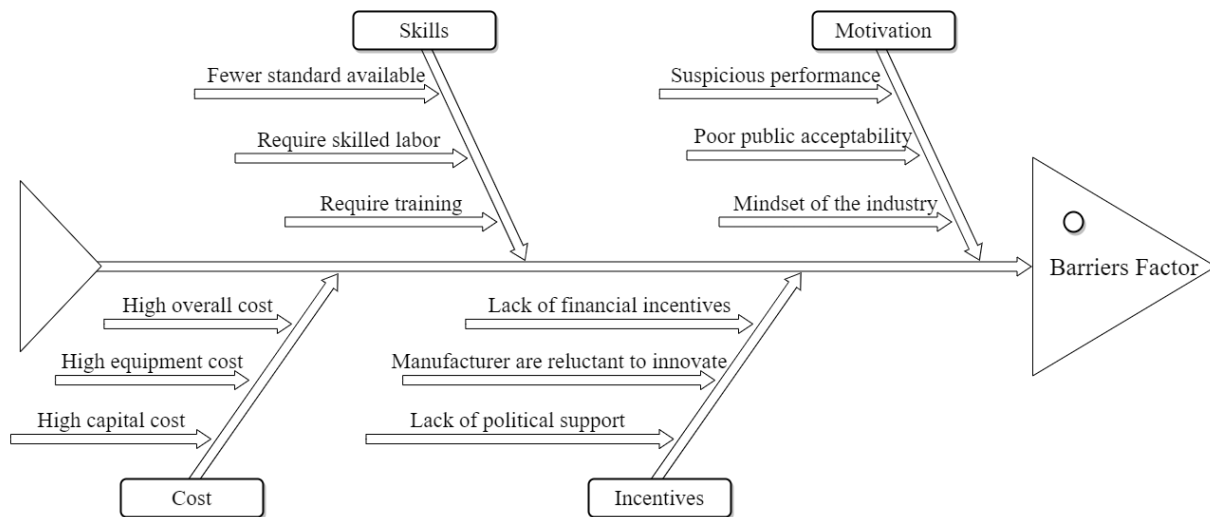 Skills
Motivation
Fewer standard available
Suspicious performance
Require skilled labor
Poor public acceptability
Require training
Mindset of the industry
Barriers Factor
High overall cost
Lack of financial incentives
High equipment cost
Manufacturer are reluctant to innovate
High capital cost
Lack of political support
Cost
Incentives